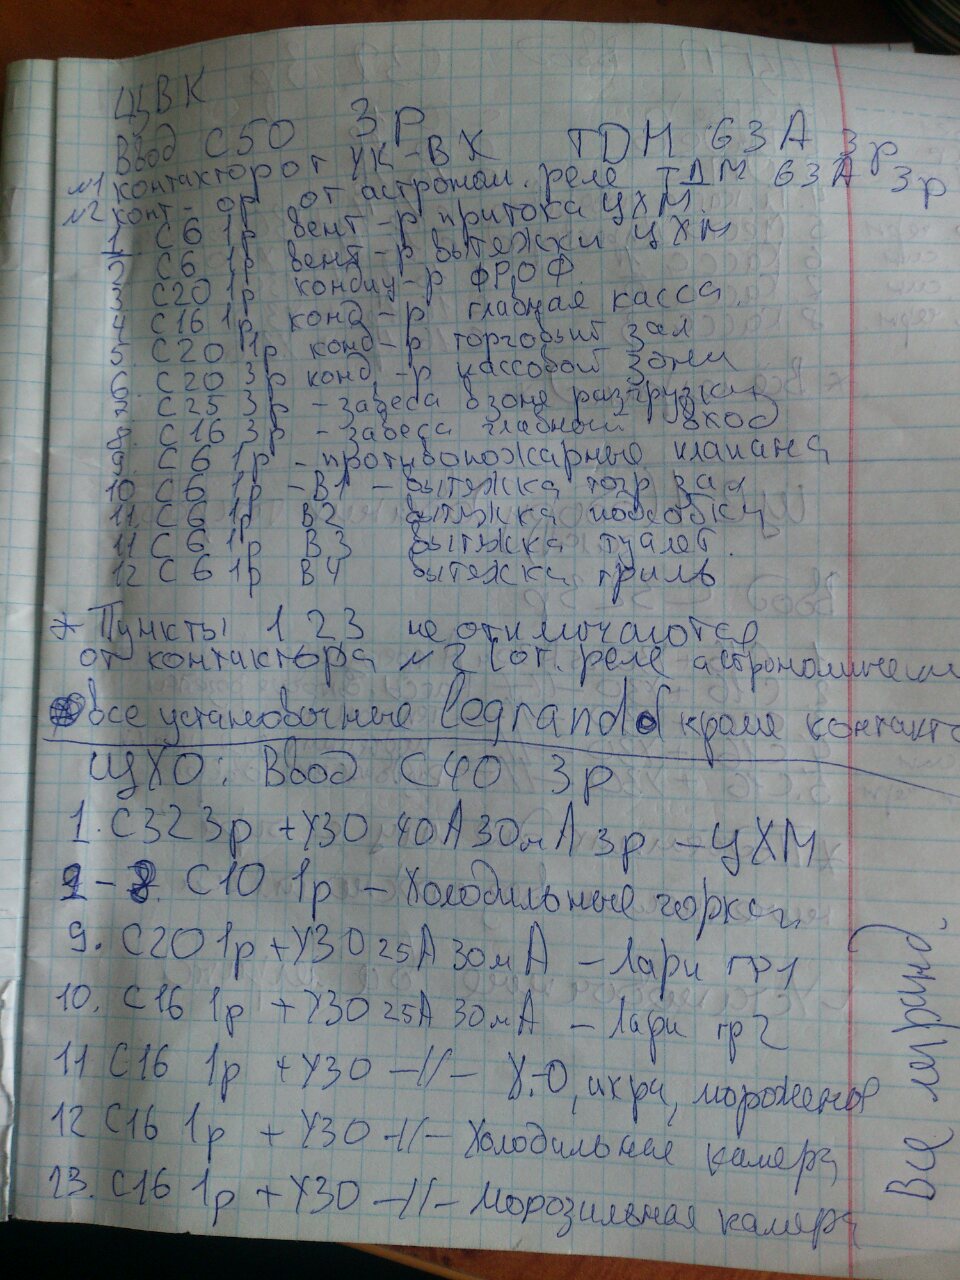 ЩВК
Ввод С50 3р
№1 контактор от УК-ВХ ТDМ 63А 3р
№2 конт-ор от астроном. реле ТДМ 63А 3р
1 С6 1р вент-р притока ЦХМ.
2 С6 1р вент-р вытяжки ЦХМ
3 С20 1р кондиц-р ФРОФ.
4 С16 1р конд-р главная касса
5. С20 1р конд-р торговый зал
6. С20 3р конд-р кассовой зоны
7 С25 3р - завеса взоне разгрузки
8. С16 3р - завеса главный вход
9. С6 1р - противопожарные клапана
10 С6 1р - В1 - вытяжка тогр зал
11 С6 1р В2 вытяжка подсобки
11 С6 1р В3 вытяжка туалет.
12 С6 1р В4 вытяжка гриль
* Пункты 1 2 3 не отключаются
от контактора №2 (от. реле астрономическ
все установочные legrand кроме контакто
ЩХО: Ввод С40 3р
1. С32 3р + УЗО 40А 30мА 3р - ЦХМ
2 - 8. С10 1р - Холодильные горки
9. С20 1р + УЗО 25А 30мА - Лари гр1
10. С16 1р + УЗО 25А 30мА - Лари гр2
11 С16 1р + УЗО -//- Х.О, икры, мороженое
12 С16 1р + УЗО -//- Холодильная камера
13. С16 1р + УЗО -//- Морозильная камера
Все легранд.